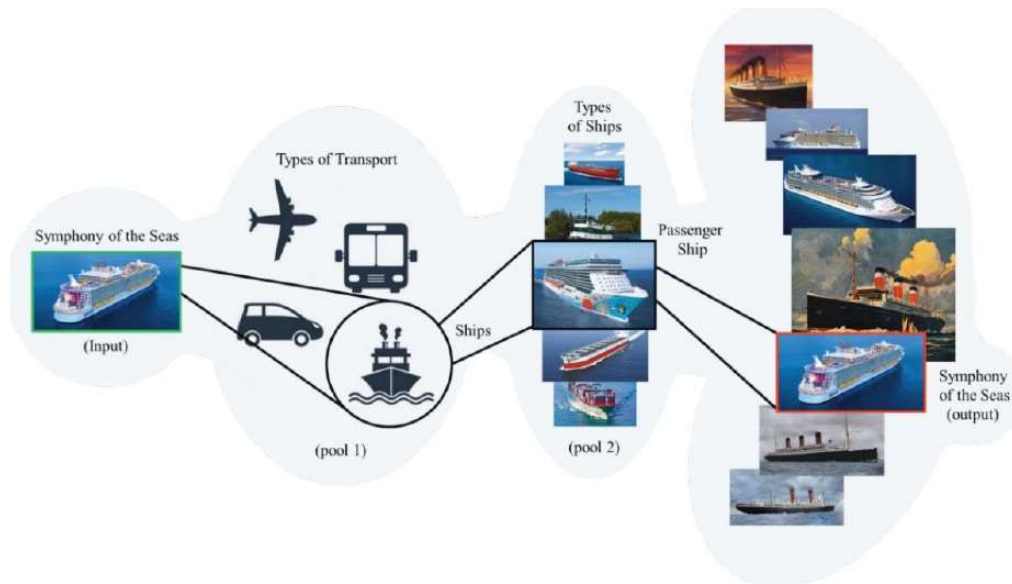 Symphony of the Seas
(Input)
Types of Transport
Ships
(pool 1)
Types
of Ships
(pool 2)
Passenger
Ship
Symphony
of the Seas
(output)